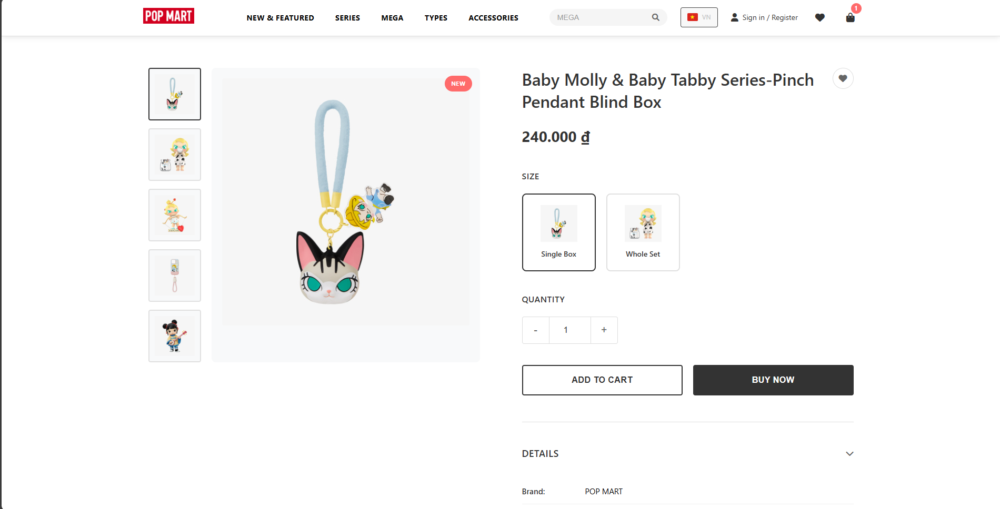 POP MART
NEW & FEATURED
SERIES
MEGA
TYPES
ACCESSORIES
MEGA
VN
Sign in / Register
1
NEW
Baby Molly & Baby Tabby Series-Pinch
Pendant Blind Box
240.000 ₫
SIZE
Single Box
Whole Set
QUANTITY
-
1
+
ADD TO CART
BUY NOW
DETAILS
Brand:
POP MART